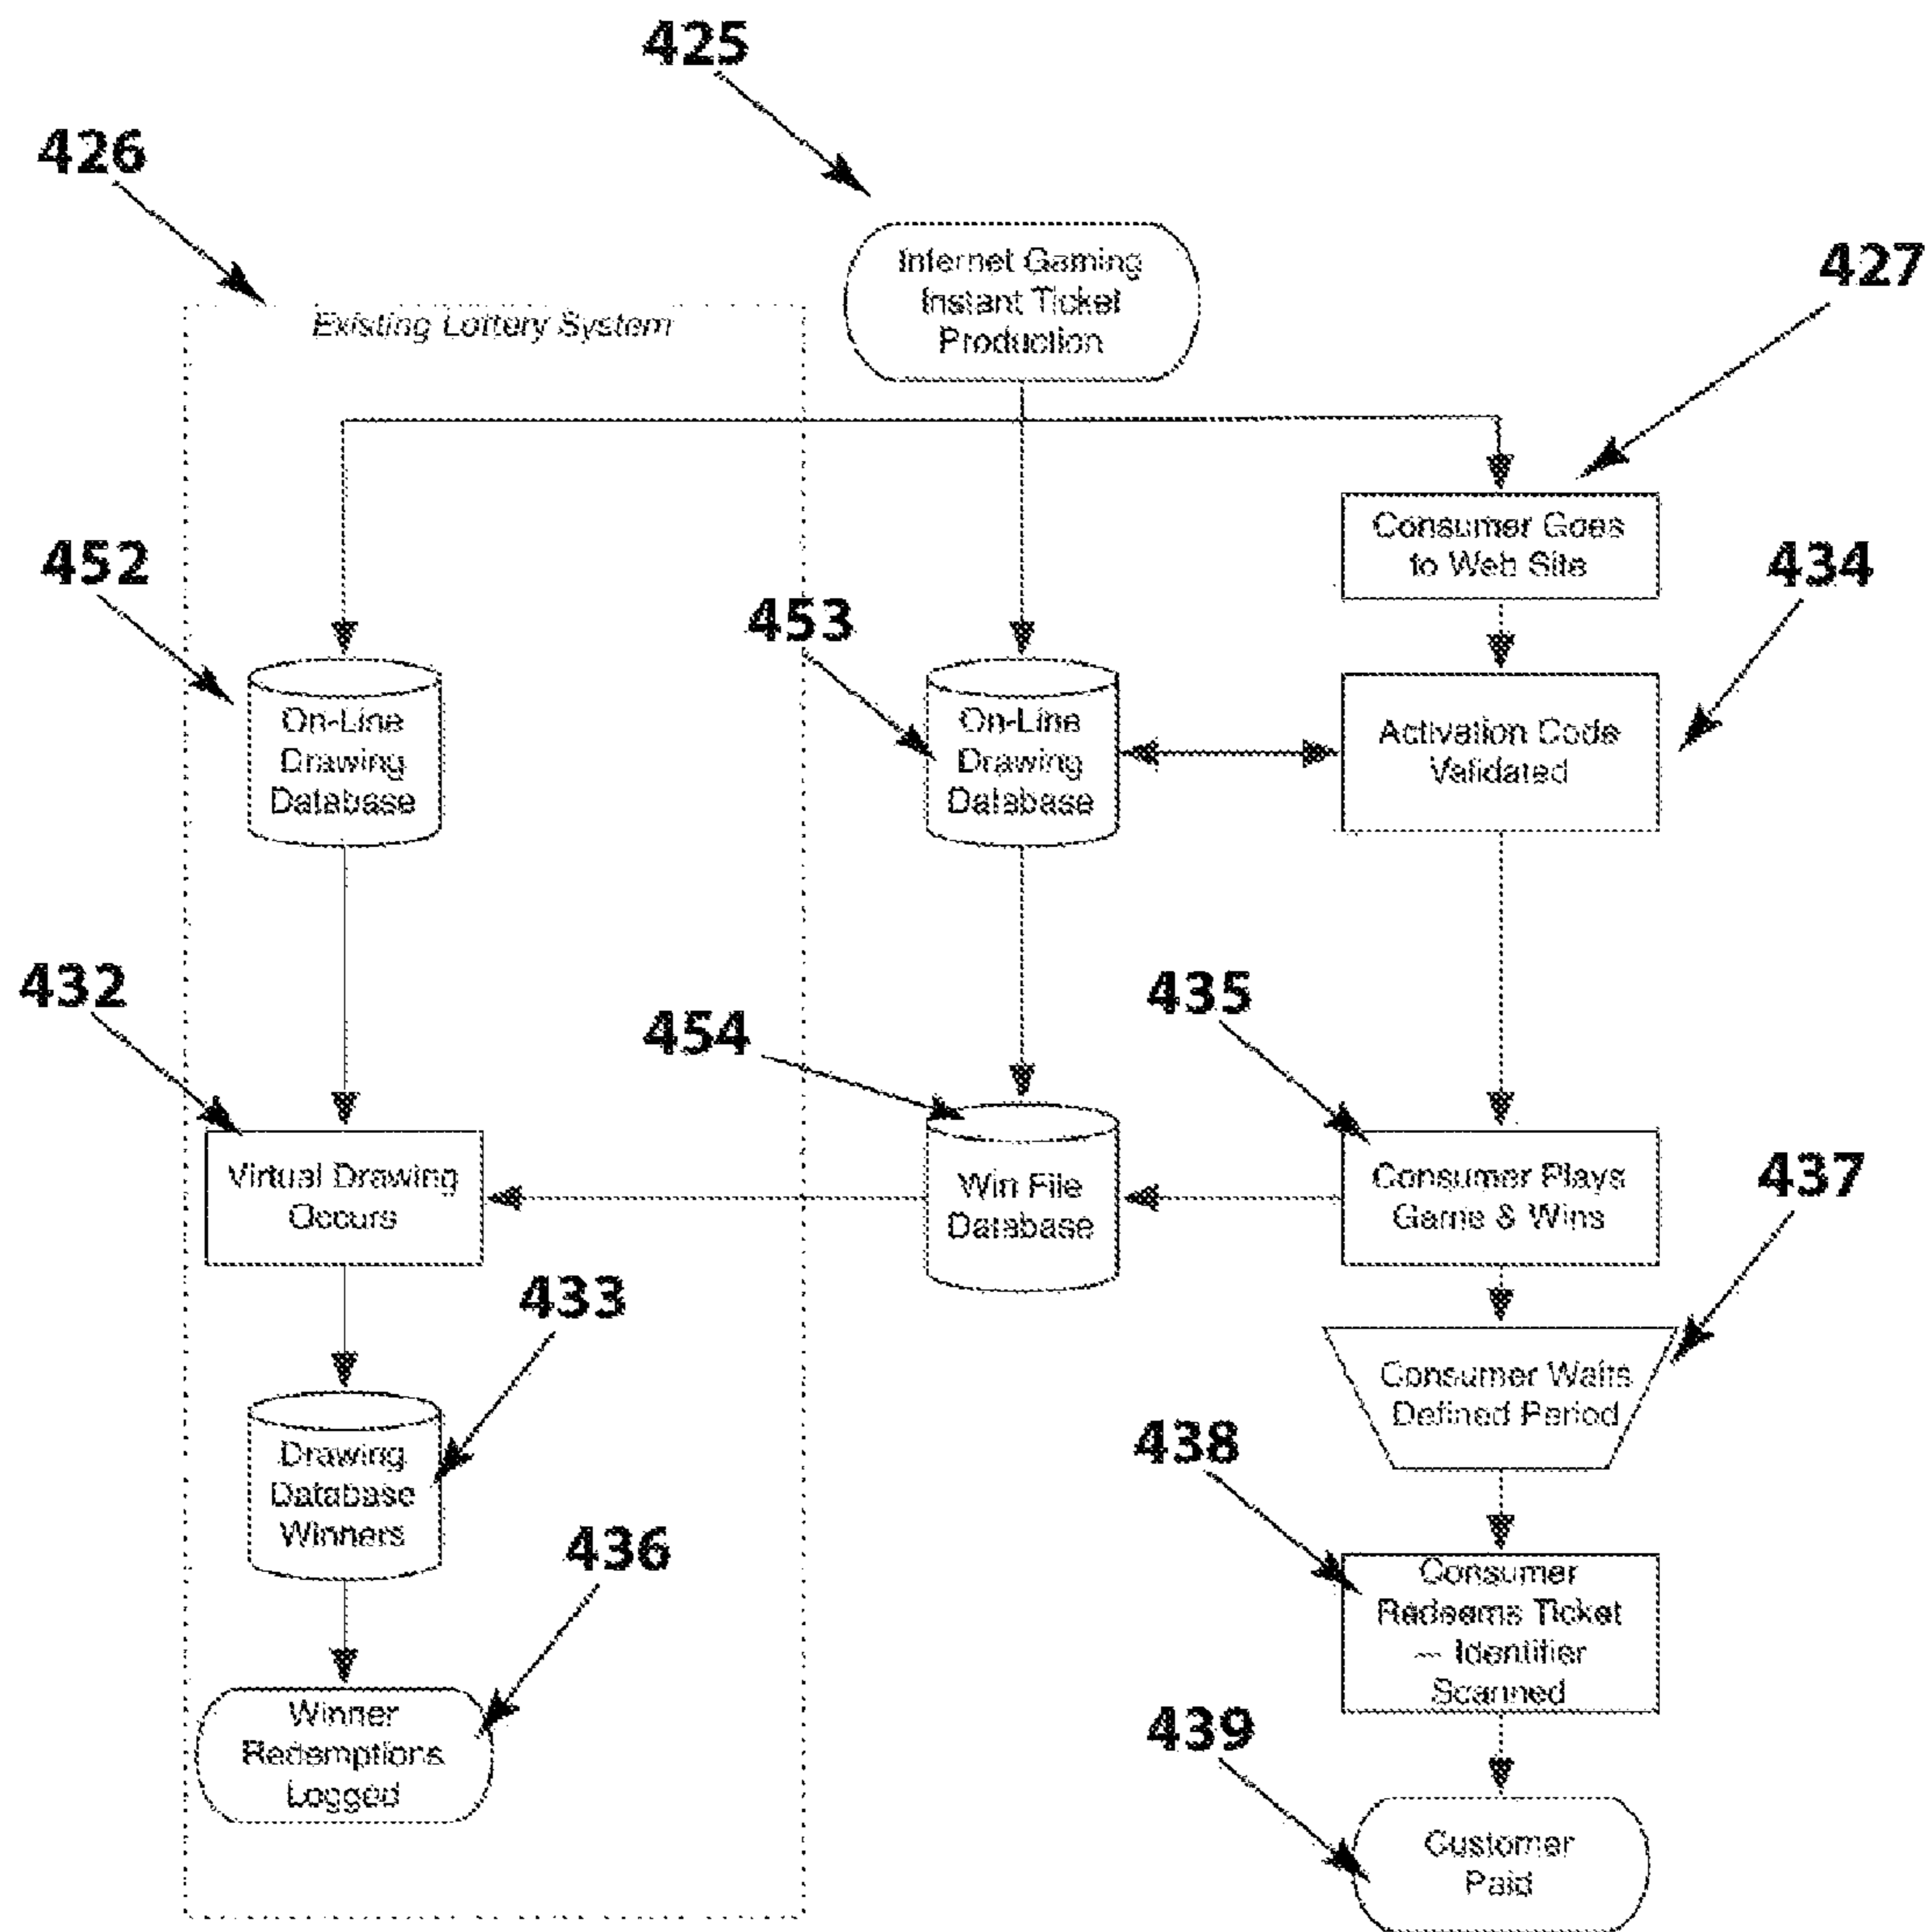 425
426
Internet Gaming
Instant Ticket
Production
427
Existing Lottery System
Consumer Goes
to Web Site
452
453
434
On-Line
Drawing
Database
On-Line
Drawing
Database
Activation Code
Validated
432
454
435
437
Virtual Drawing
Occurs
Win File
Database
Consumer Plays
Game & Wins
433
Consumer Waits
Defined Period
438
Drawing
Database
Winners
436
Consumer
Redeems Ticket
— Identifier
Scanned
Winner
Redemptions
Logged
439
Customer
Paid